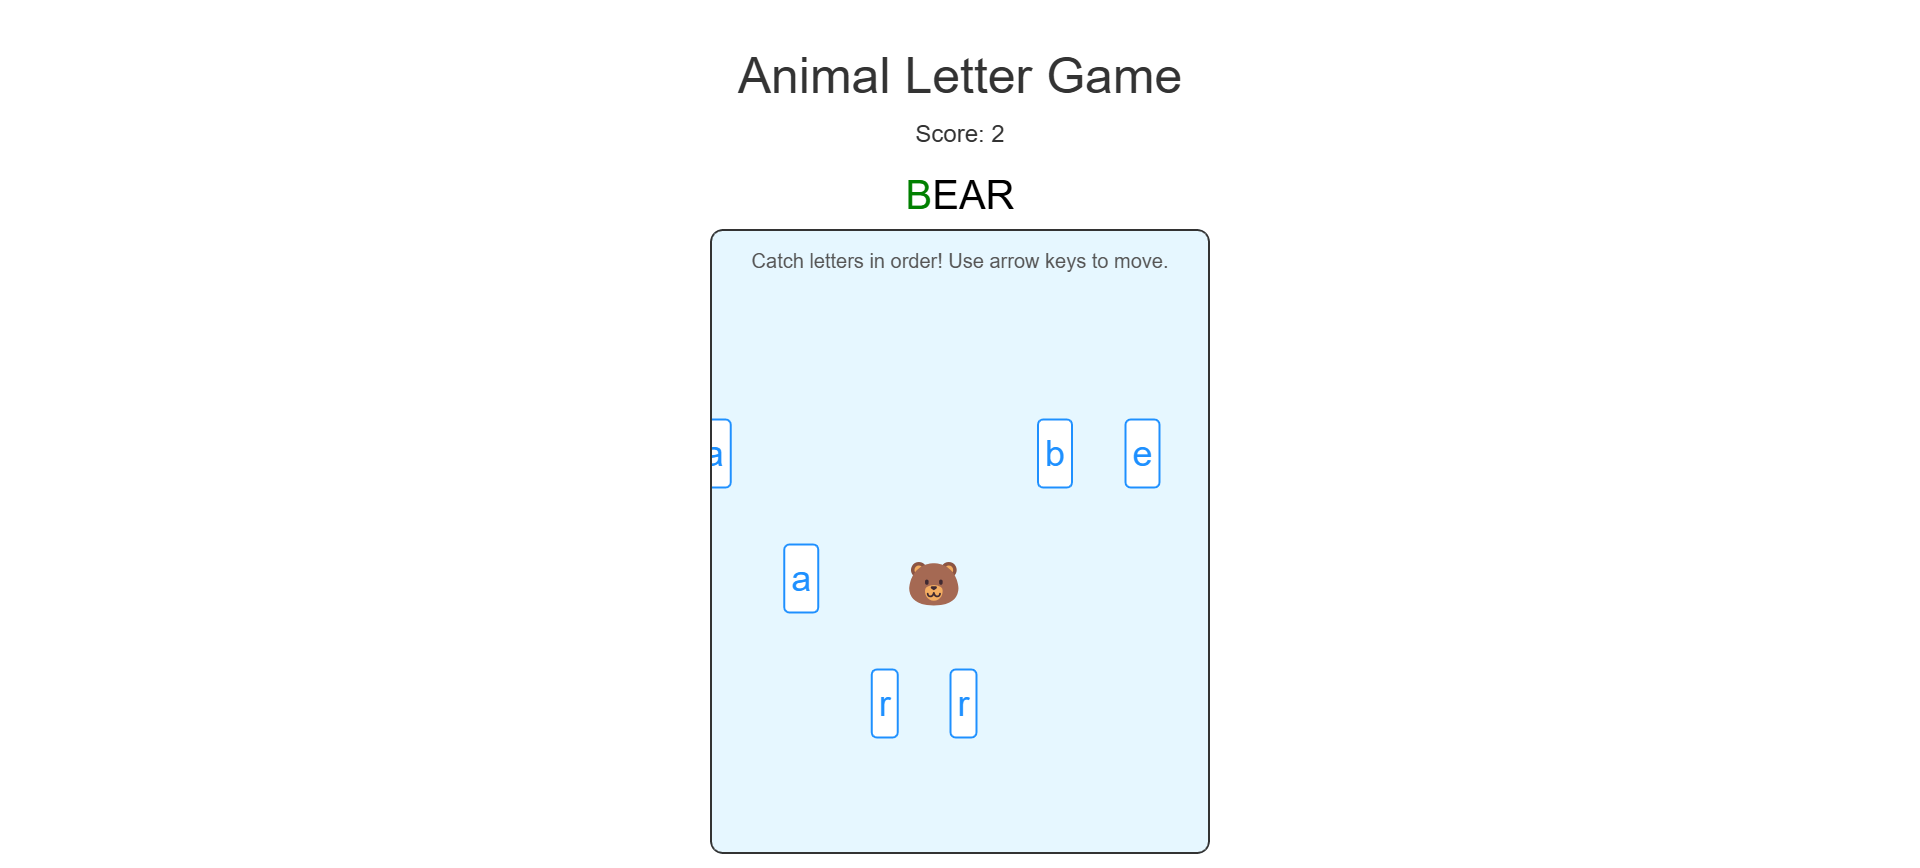 Animal Letter Game
Score: 2
BEAR
Catch letters in order! Use arrow keys to move.
a b e
a
r r